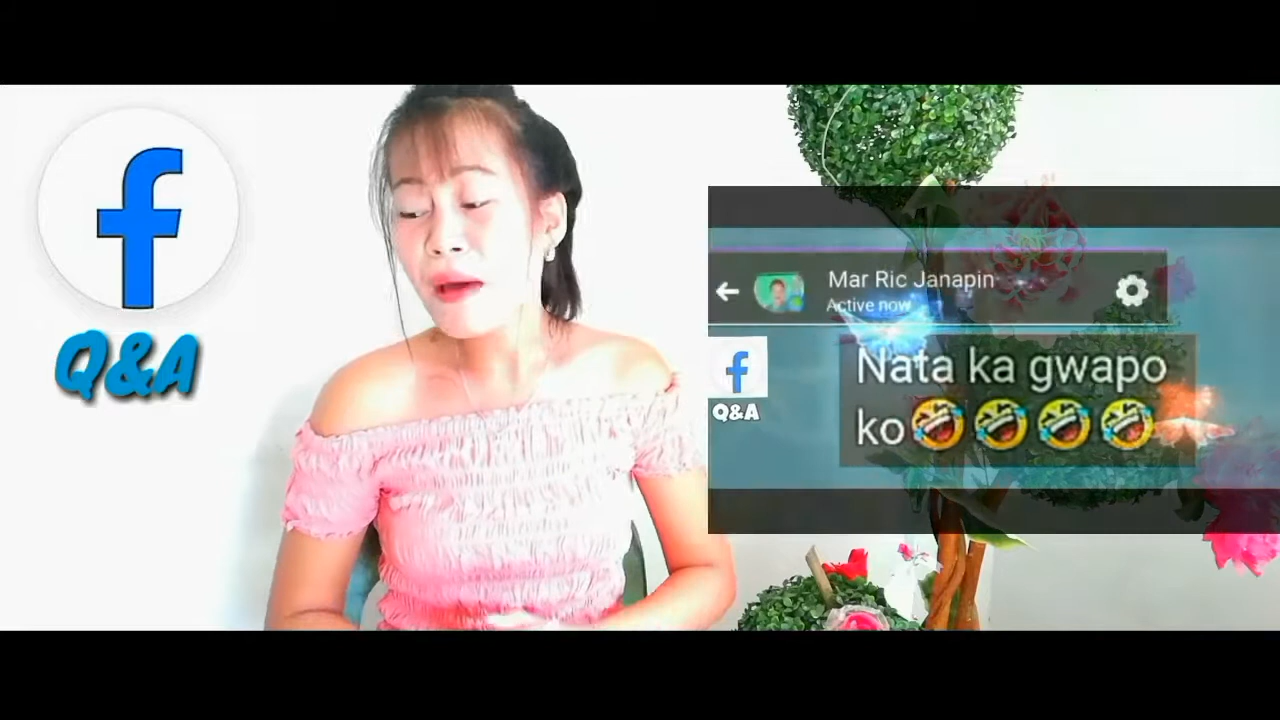 f
Q&A
Mar Ric Janapin
Active now
f
Q&A
Nata ka gwapo
ko🤣🤣🤣🤣